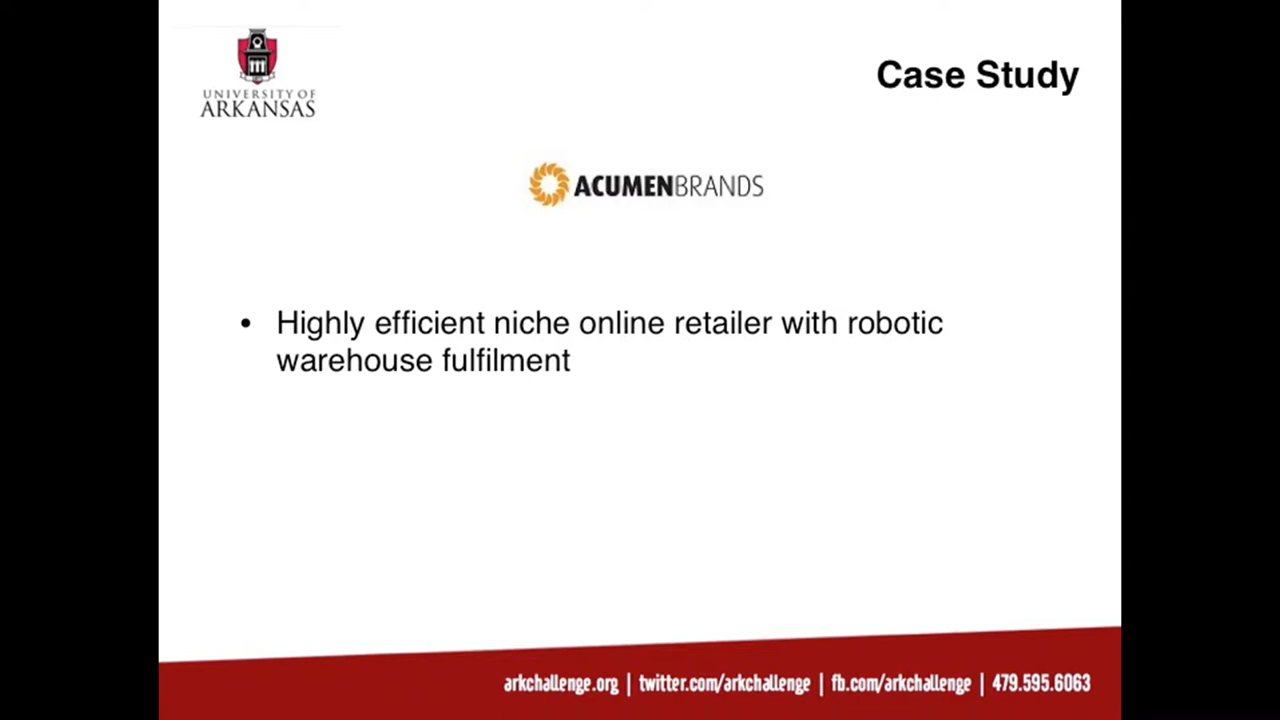 UNIVERSITY OF
ARKANSAS
Case Study
ACUMENBRANDS
• Highly efficient niche online retailer with robotic
warehouse fulfilment
arkchallenge.org | twitter.com/arkchallenge | fb.com/arkchallenge | 479.595.6063